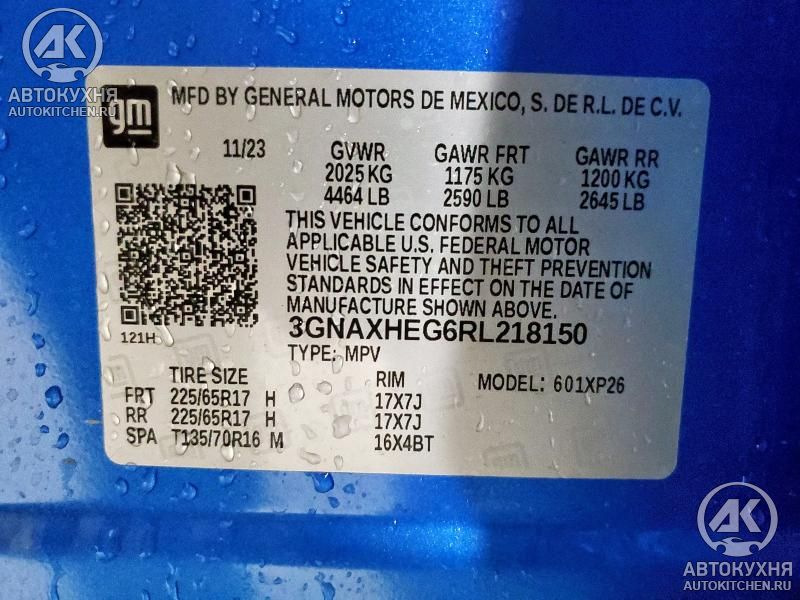 AK
АВТОКУХНЯ
AUTOKITCHEN.RU
gm
MFD BY GENERAL MOTORS DE MEXICO, S. DE R.L. DE C.V.
11/23 GVWR GAWR FRT GAWR RR
2025 KG 1175 KG 1200 KG
4464 LB 2590 LB 2645 LB
THIS VEHICLE CONFORMS TO ALL
APPLICABLE U.S. FEDERAL MOTOR
VEHICLE SAFETY AND THEFT PREVENTION
STANDARDS IN EFFECT ON THE DATE OF
MANUFACTURE SHOWN ABOVE.
121H 3GNAXHEG6RL218150
TYPE: MPV
TIRE SIZE RIM MODEL: 601XP26
FRT 225/65R17 H 17X7J
RR 225/65R17 H 17X7J
SPA T135/70R16 M 16X4BT
AK
АВТОКУХНЯ
AUTOKITCHEN.RU